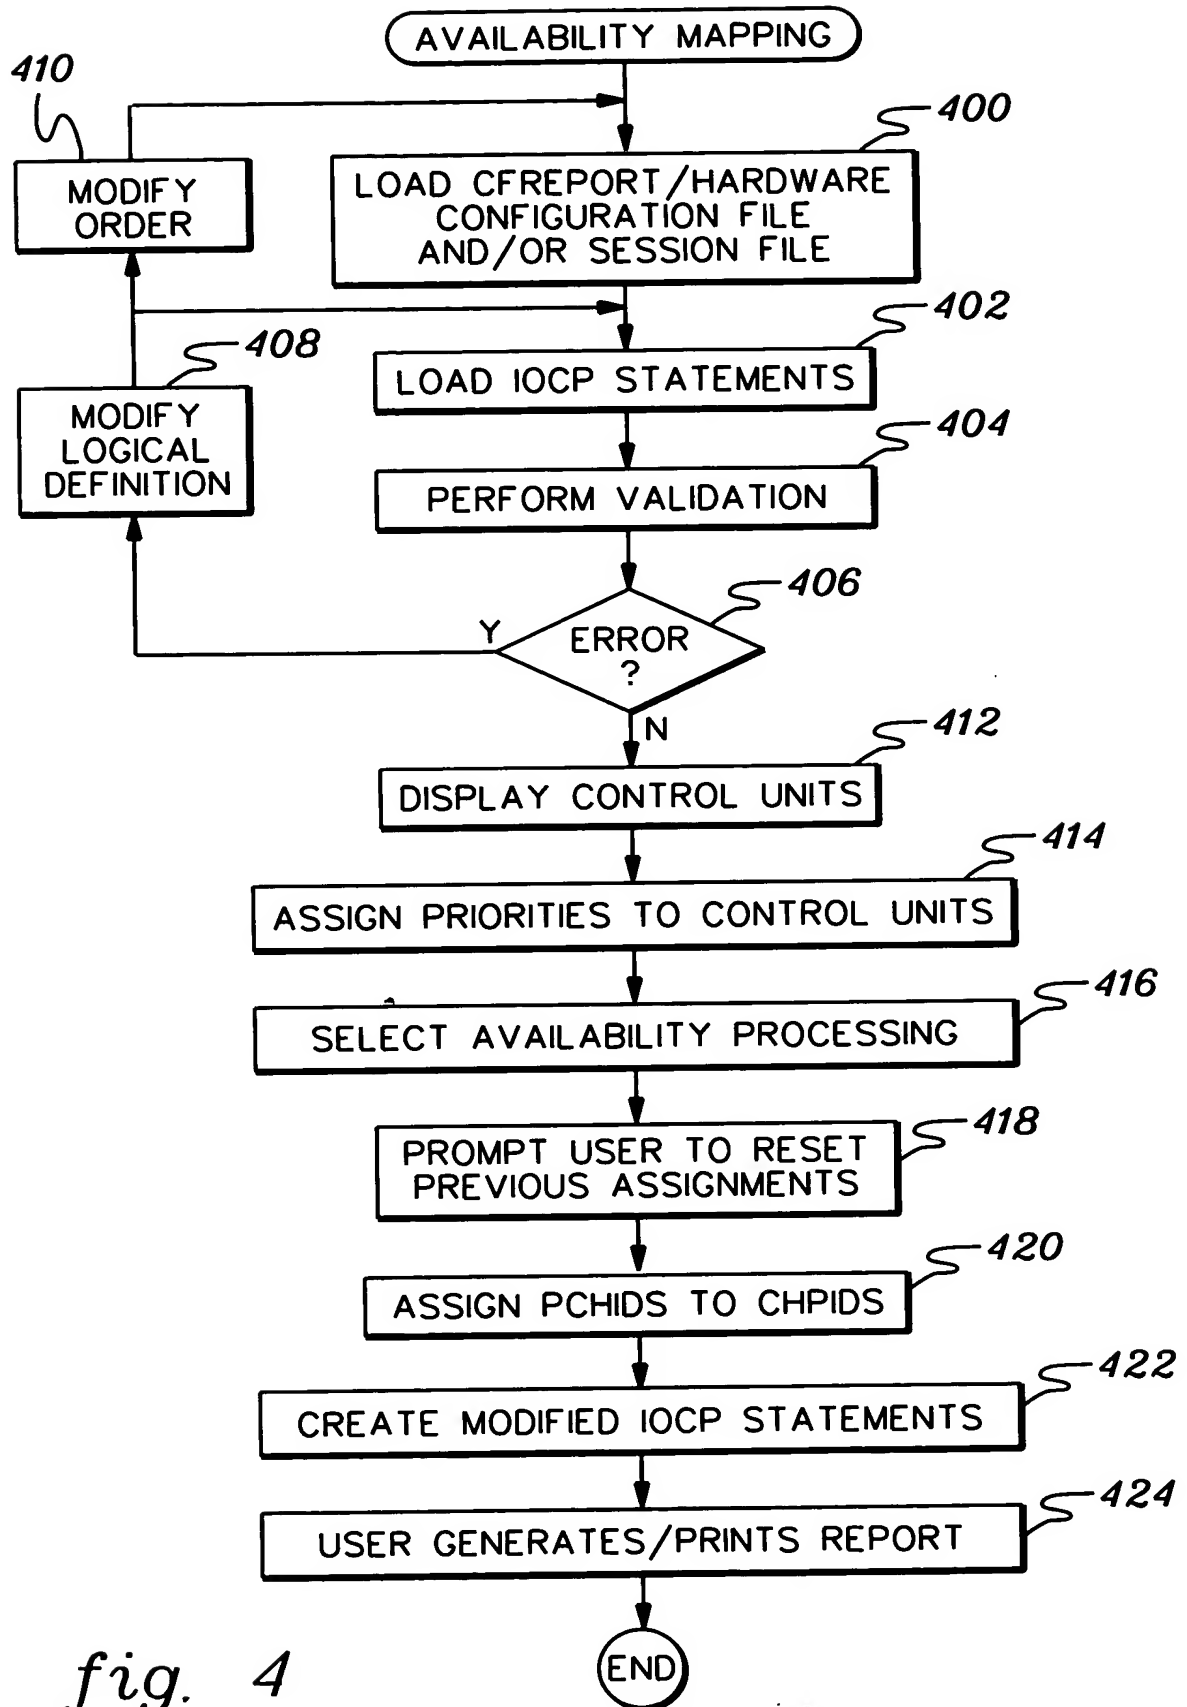 AVAILABILITY MAPPING
410
400
MODIFY
ORDER
LOAD CFREPORT/HARDWARE
CONFIGURATION FILE
AND/OR SESSION FILE
402
408
LOAD IOCP STATEMENTS
MODIFY
LOGICAL
DEFINITION
404
PERFORM VALIDATION
406
Y
ERROR
?
N
412
DISPLAY CONTROL UNITS
414
ASSIGN PRIORITIES TO CONTROL UNITS
416
SELECT AVAILABILITY PROCESSING
418
PROMPT USER TO RESET
PREVIOUS ASSIGNMENTS
420
ASSIGN PCHIDS TO CHPIDS
422
CREATE MODIFIED IOCP STATEMENTS
424
USER GENERATES/PRINTS REPORT
END
fig. 4